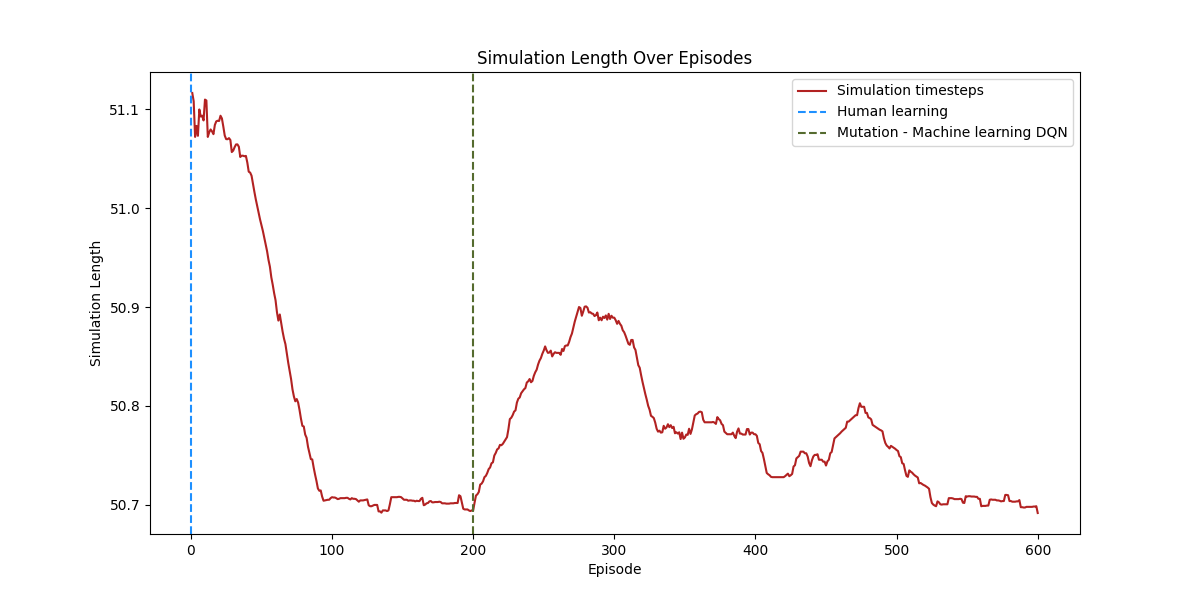 Simulation Length Over Episodes
Simulation timesteps
Human learning
Mutation - Machine learning DQN
Simulation Length
51.1
51.0
50.9
50.8
50.7
0 100 200 300 400 500 600
Episode